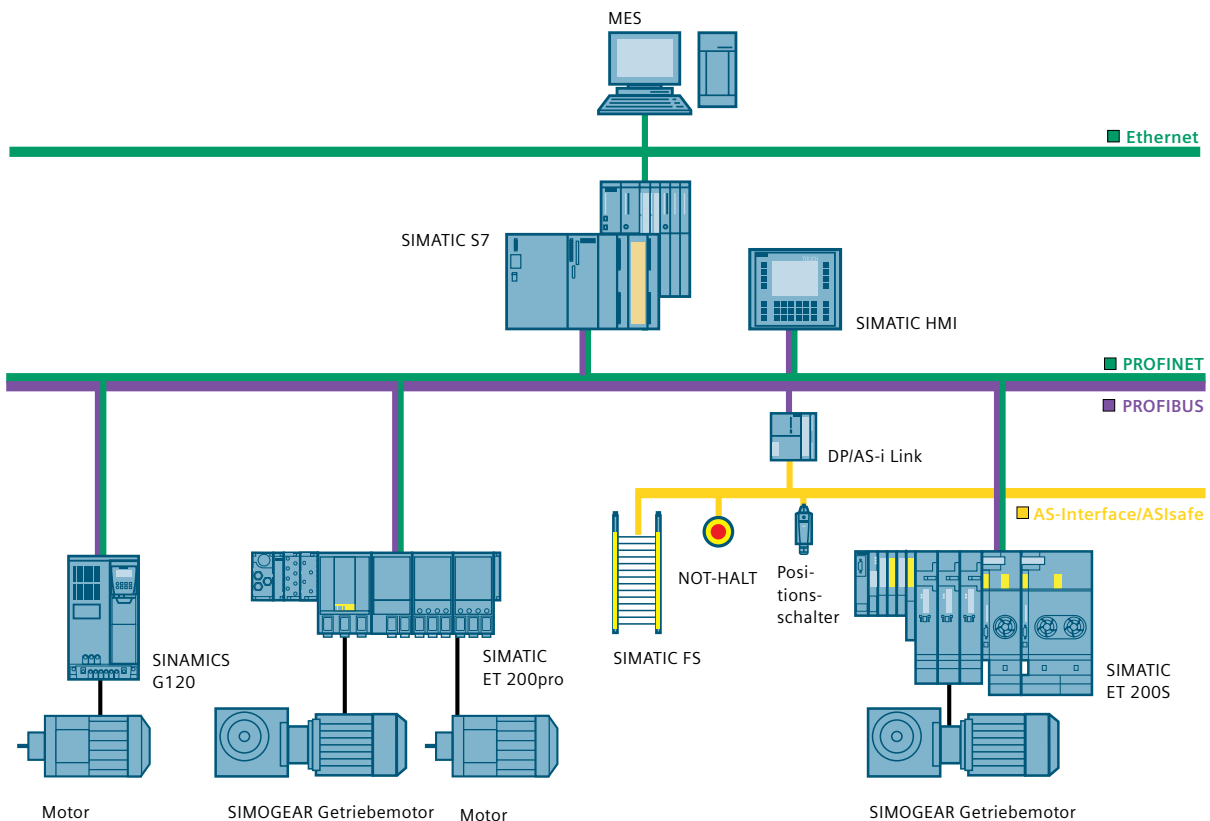 MES
Ethernet
SIMATIC S7
SIMATIC HMI
PROFINET
PROFIBUS
DP/AS-i Link
AS-Interface/ASIsafe
NOT-HALT
Posi-
tions-
schalter
SIMATIC FS
SINAMICS
G120
SIMATIC
ET 200pro
SIMATIC
ET 200S
Motor
SIMOGEAR Getriebemotor
Motor
SIMOGEAR Getriebemotor